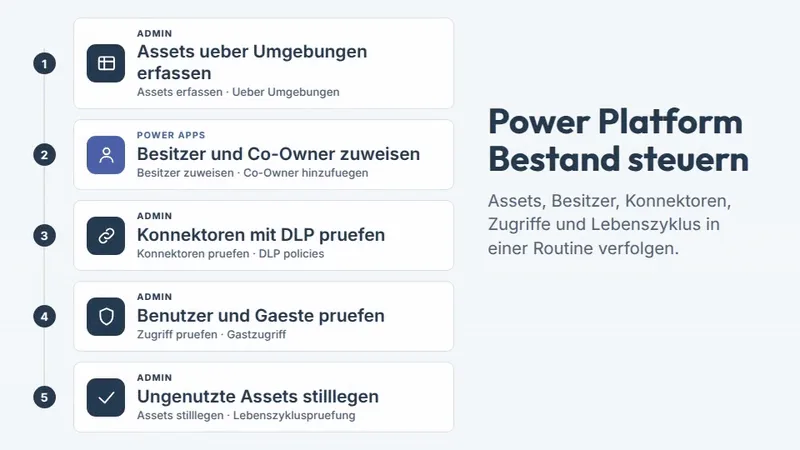 1
ADMIN
Assets ueber Umgebungen
erfassen
Assets erfassen · Ueber Umgebungen
2
POWER APPS
Besitzer und Co-Owner zuweisen
Besitzer zuweisen · Co-Owner hinzufuegen
3
ADMIN
Konnektoren mit DLP pruefen
Konnektoren pruefen · DLP policies
4
ADMIN
Benutzer und Gaeste pruefen
Zugriff pruefen · Gastzugriff
5
ADMIN
Ungenutzte Assets stilllegen
Assets stilllegen · Lebenszykluspruefung
Power Platform
Bestand steuern
Assets, Besitzer, Konnektoren,
Zugriffe und Lebenszyklus in
einer Routine verfolgen.